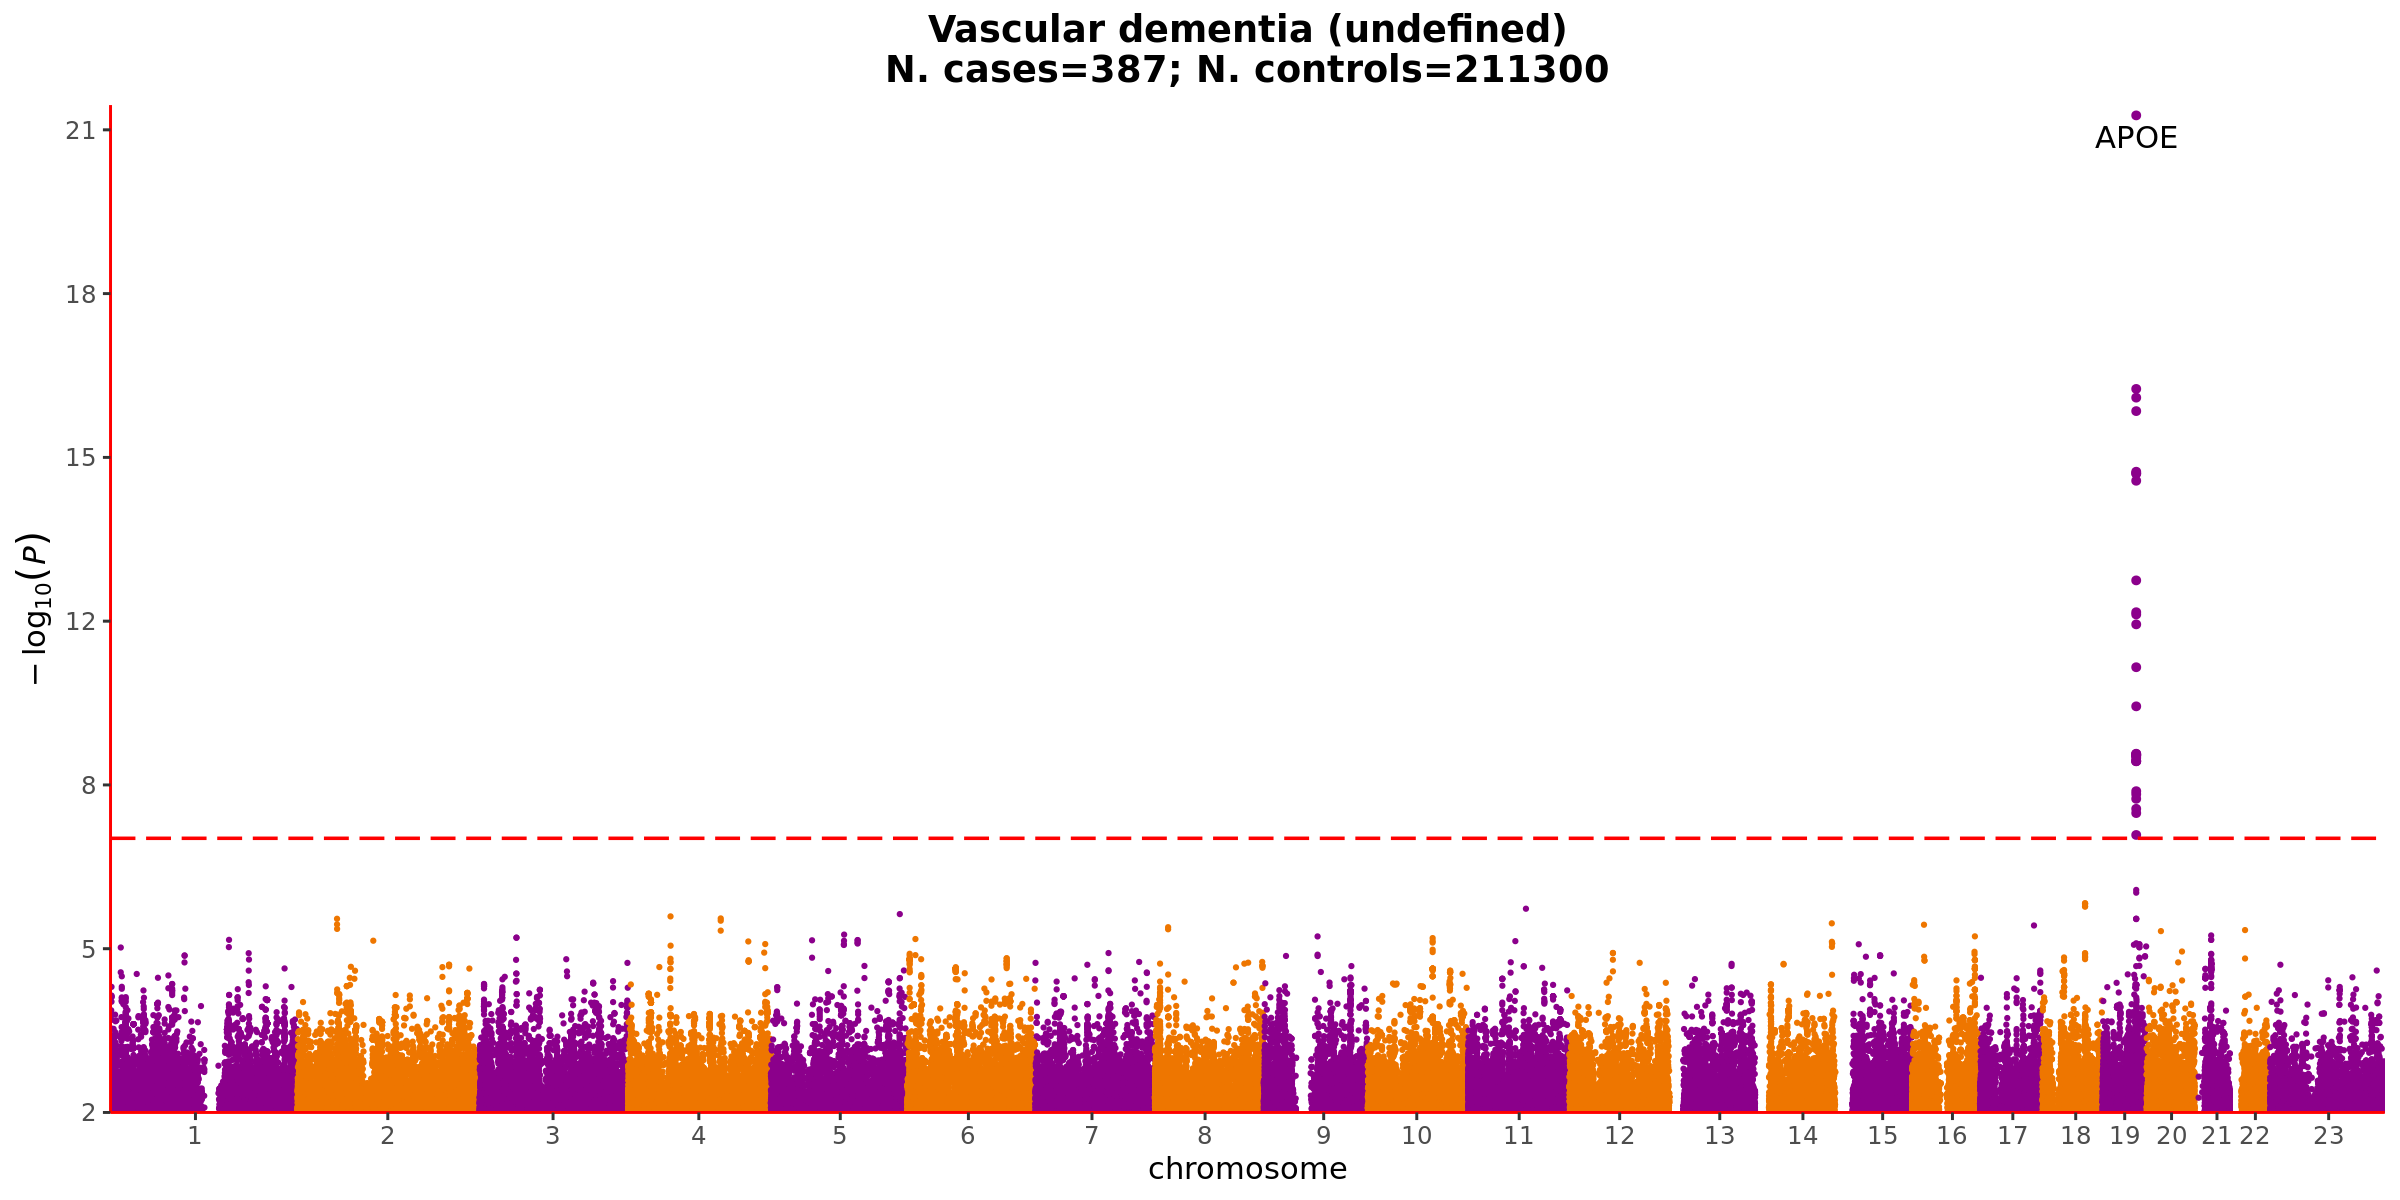 Vascular dementia (undefined)
N. cases=387; N. controls=211300
21
APOE
18
15
12
8
5
2
− log₁₀(P)
1 2 3 4 5 6 7 8 9 10 11 12 13 14 15 16 17 18 19 20 21 22 23
chromosome